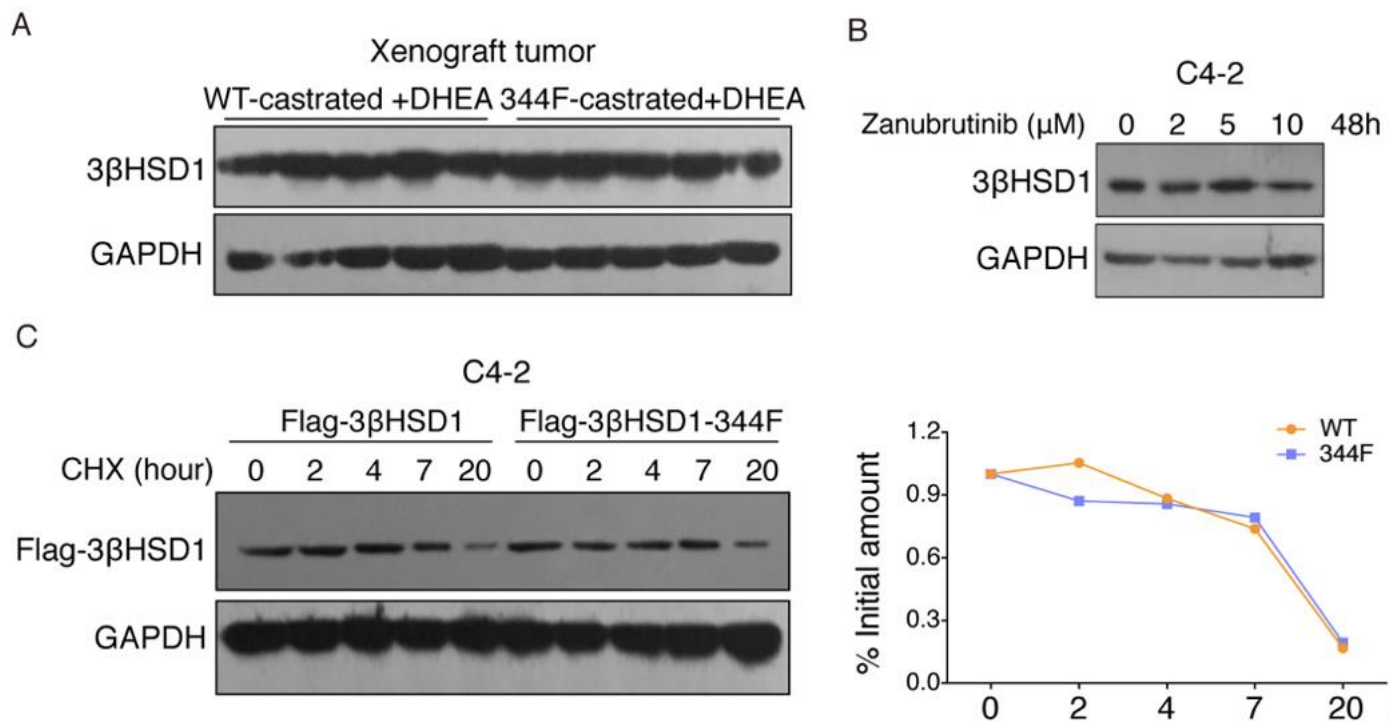 A
Xenograft tumor
WT-castrated +DHEA 344F-castrated+DHEA
3βHSD1
GAPDH
B
C4-2
Zanubrutinib (μM) 0 2 5 10 48h
3βHSD1
GAPDH
C
C4-2
Flag-3βHSD1 Flag-3βHSD1-344F
CHX (hour) 0 2 4 7 20 0 2 4 7 20
Flag-3βHSD1
GAPDH
% Initial amount
1.2
0.9
0.6
0.3
0.0
0 2 4 7 20
WT
344F